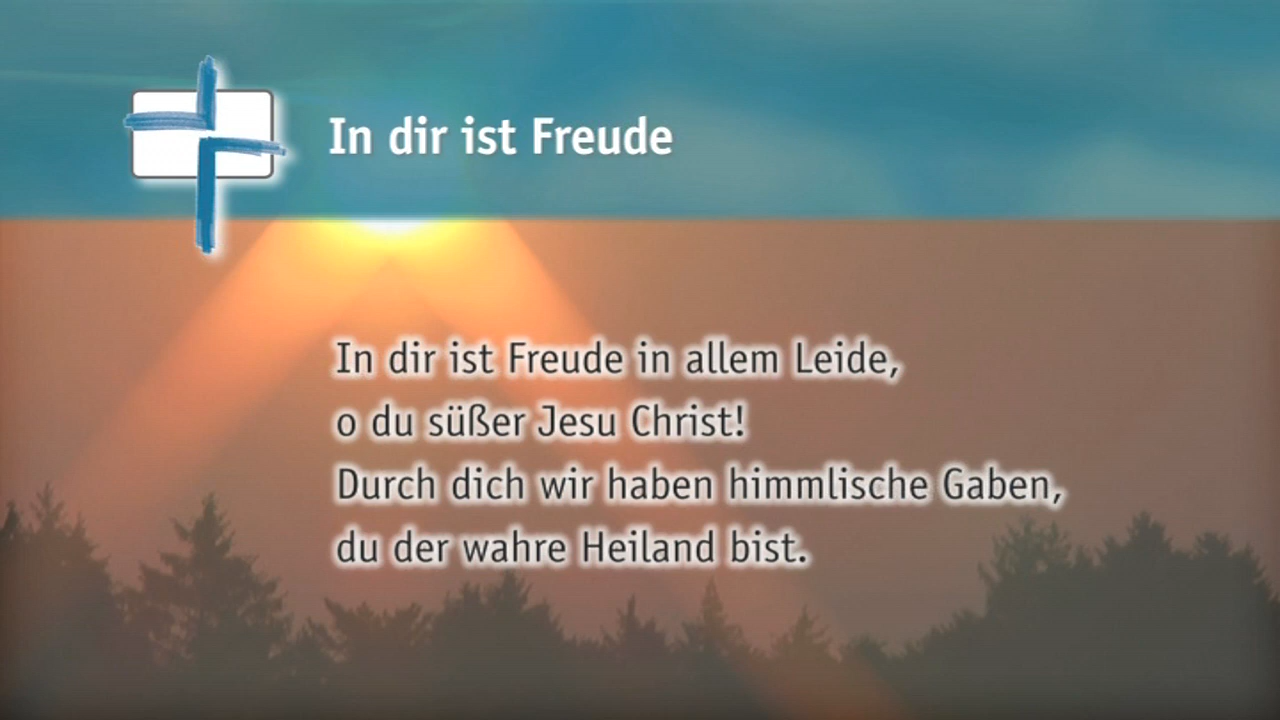 In dir ist Freude
In dir ist Freude in allem Leide,
o du süßer Jesu Christ!
Durch dich wir haben himmlische Gaben,
du der wahre Heiland bist.